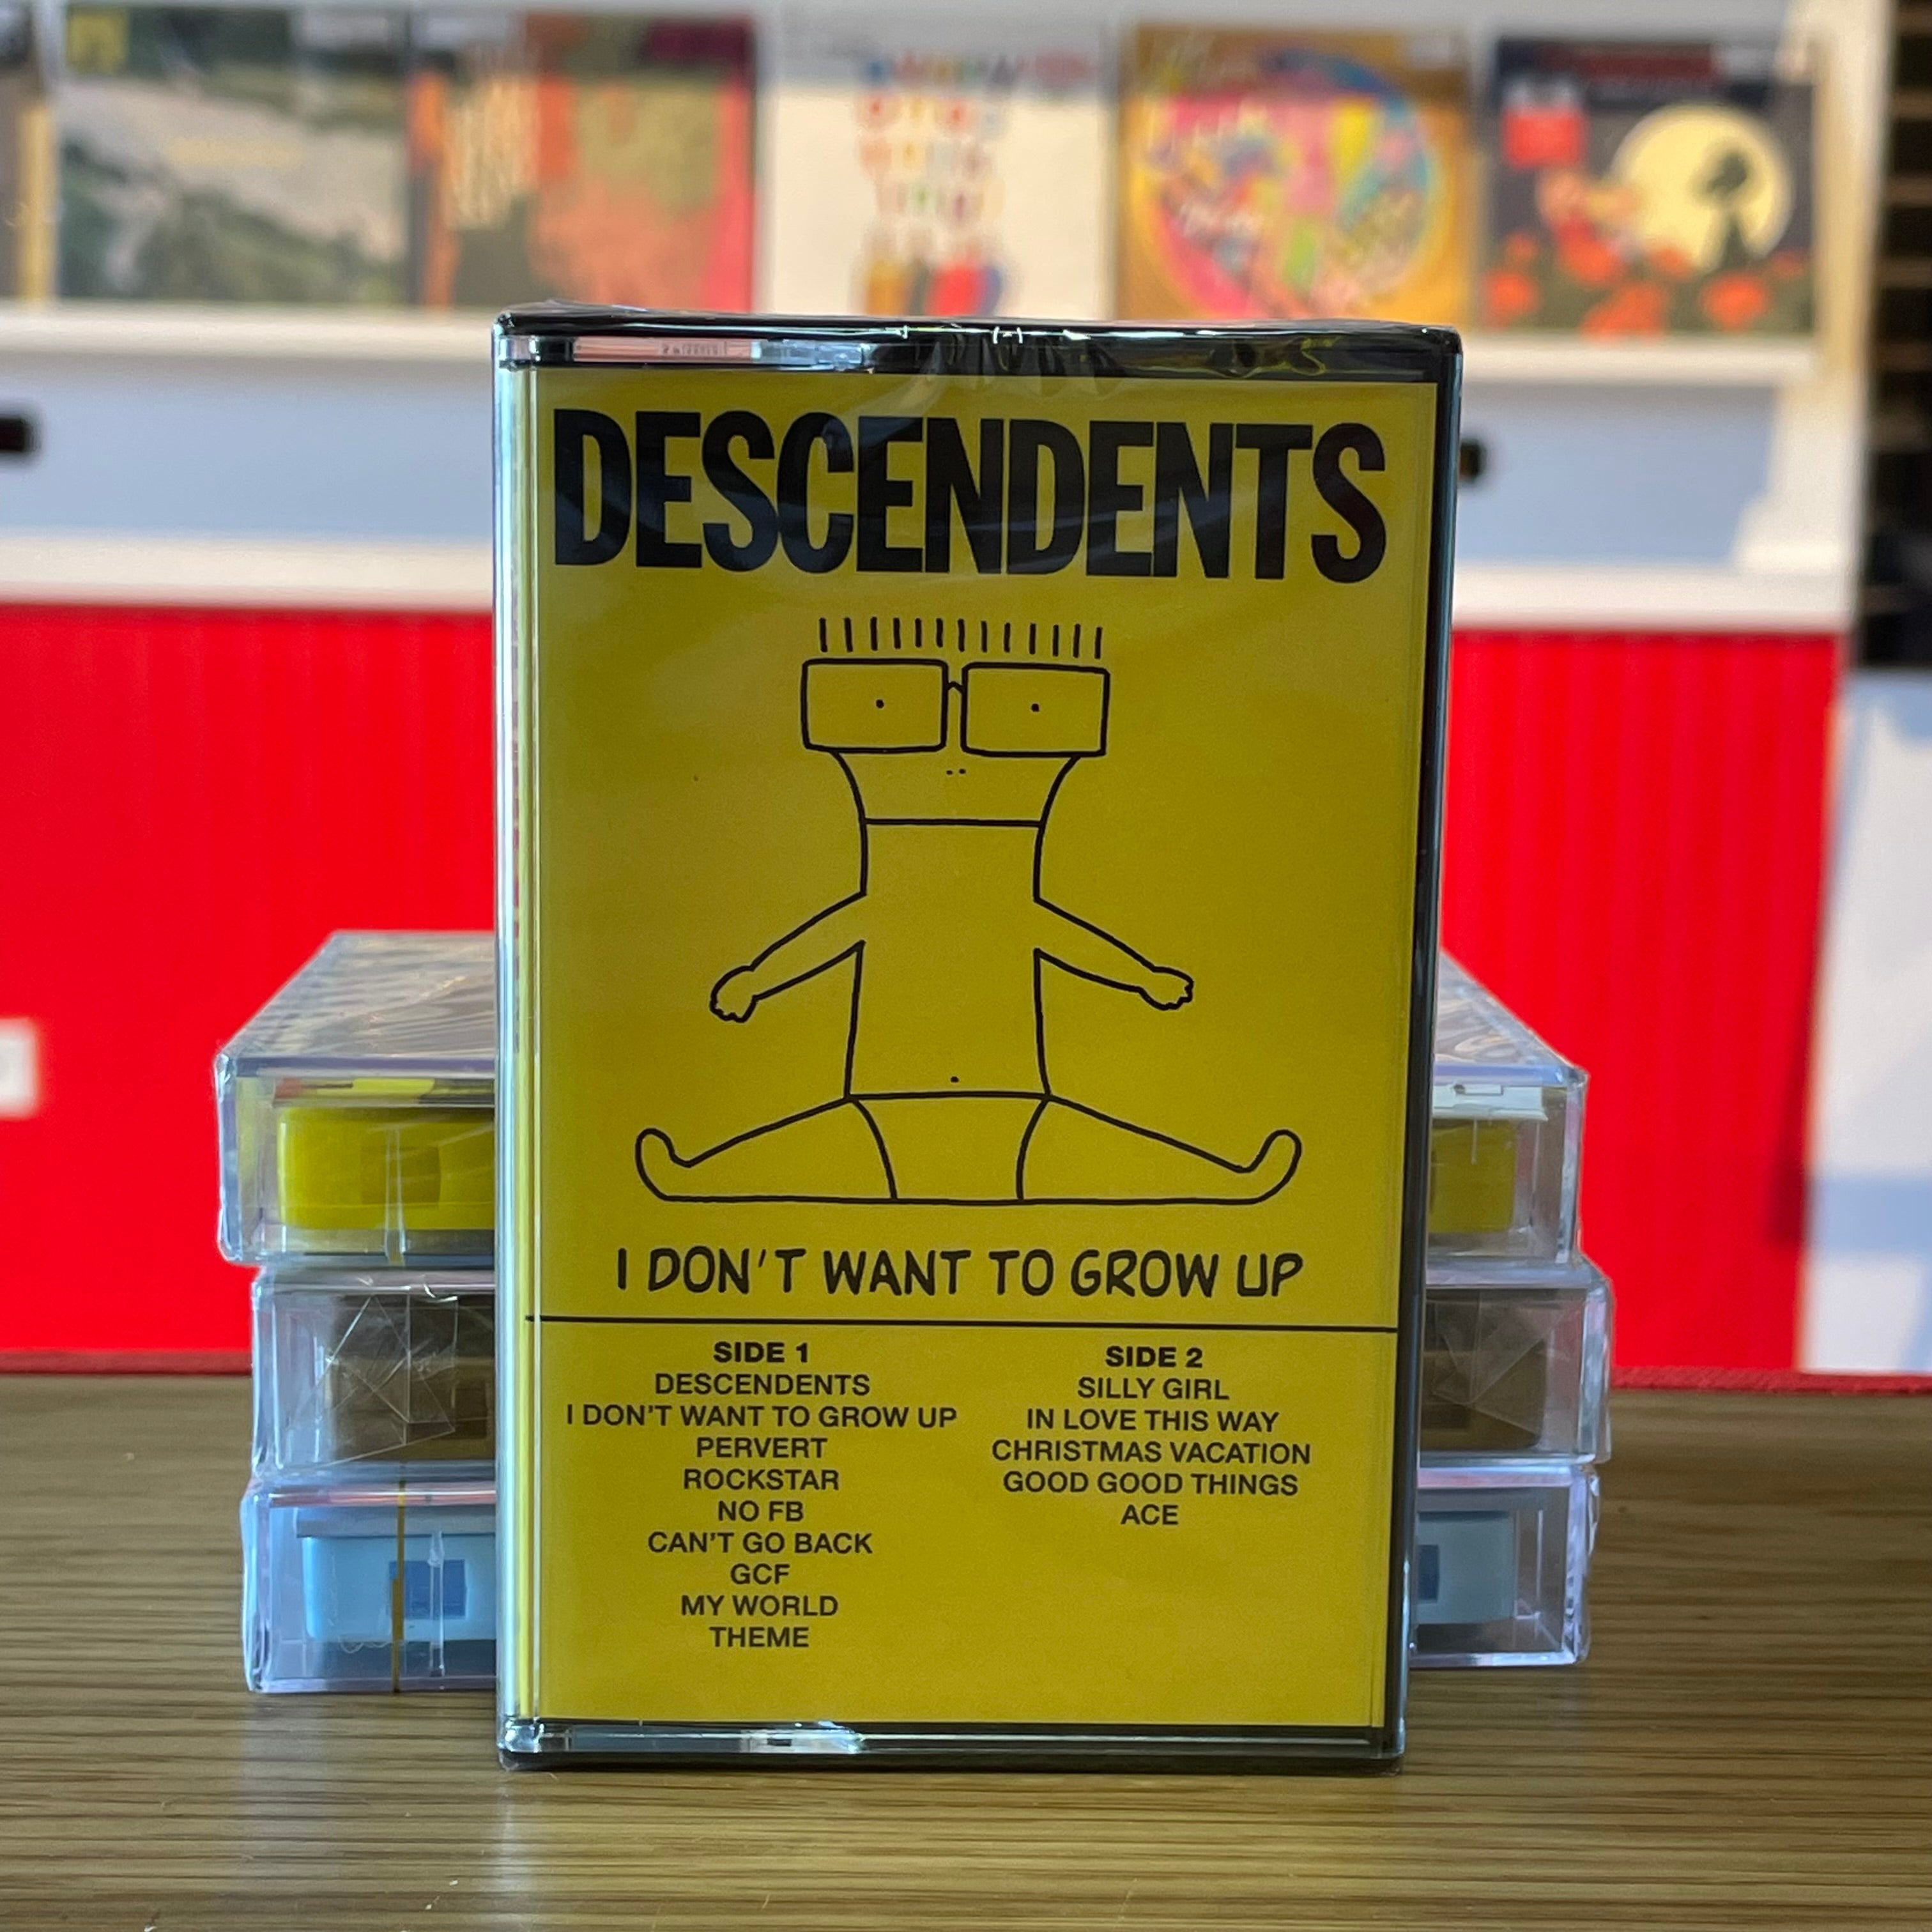 DESCENDENTS
I DON'T WANT TO GROW UP
SIDE 1
DESCENDENTS
I DON'T WANT TO GROW UP
PERVERT
ROCKSTAR
NO FB
CAN'T GO BACK
GCF
MY WORLD
THEME
SIDE 2
SILLY GIRL
IN LOVE THIS WAY
CHRISTMAS VACATION
GOOD GOOD THINGS
ACE